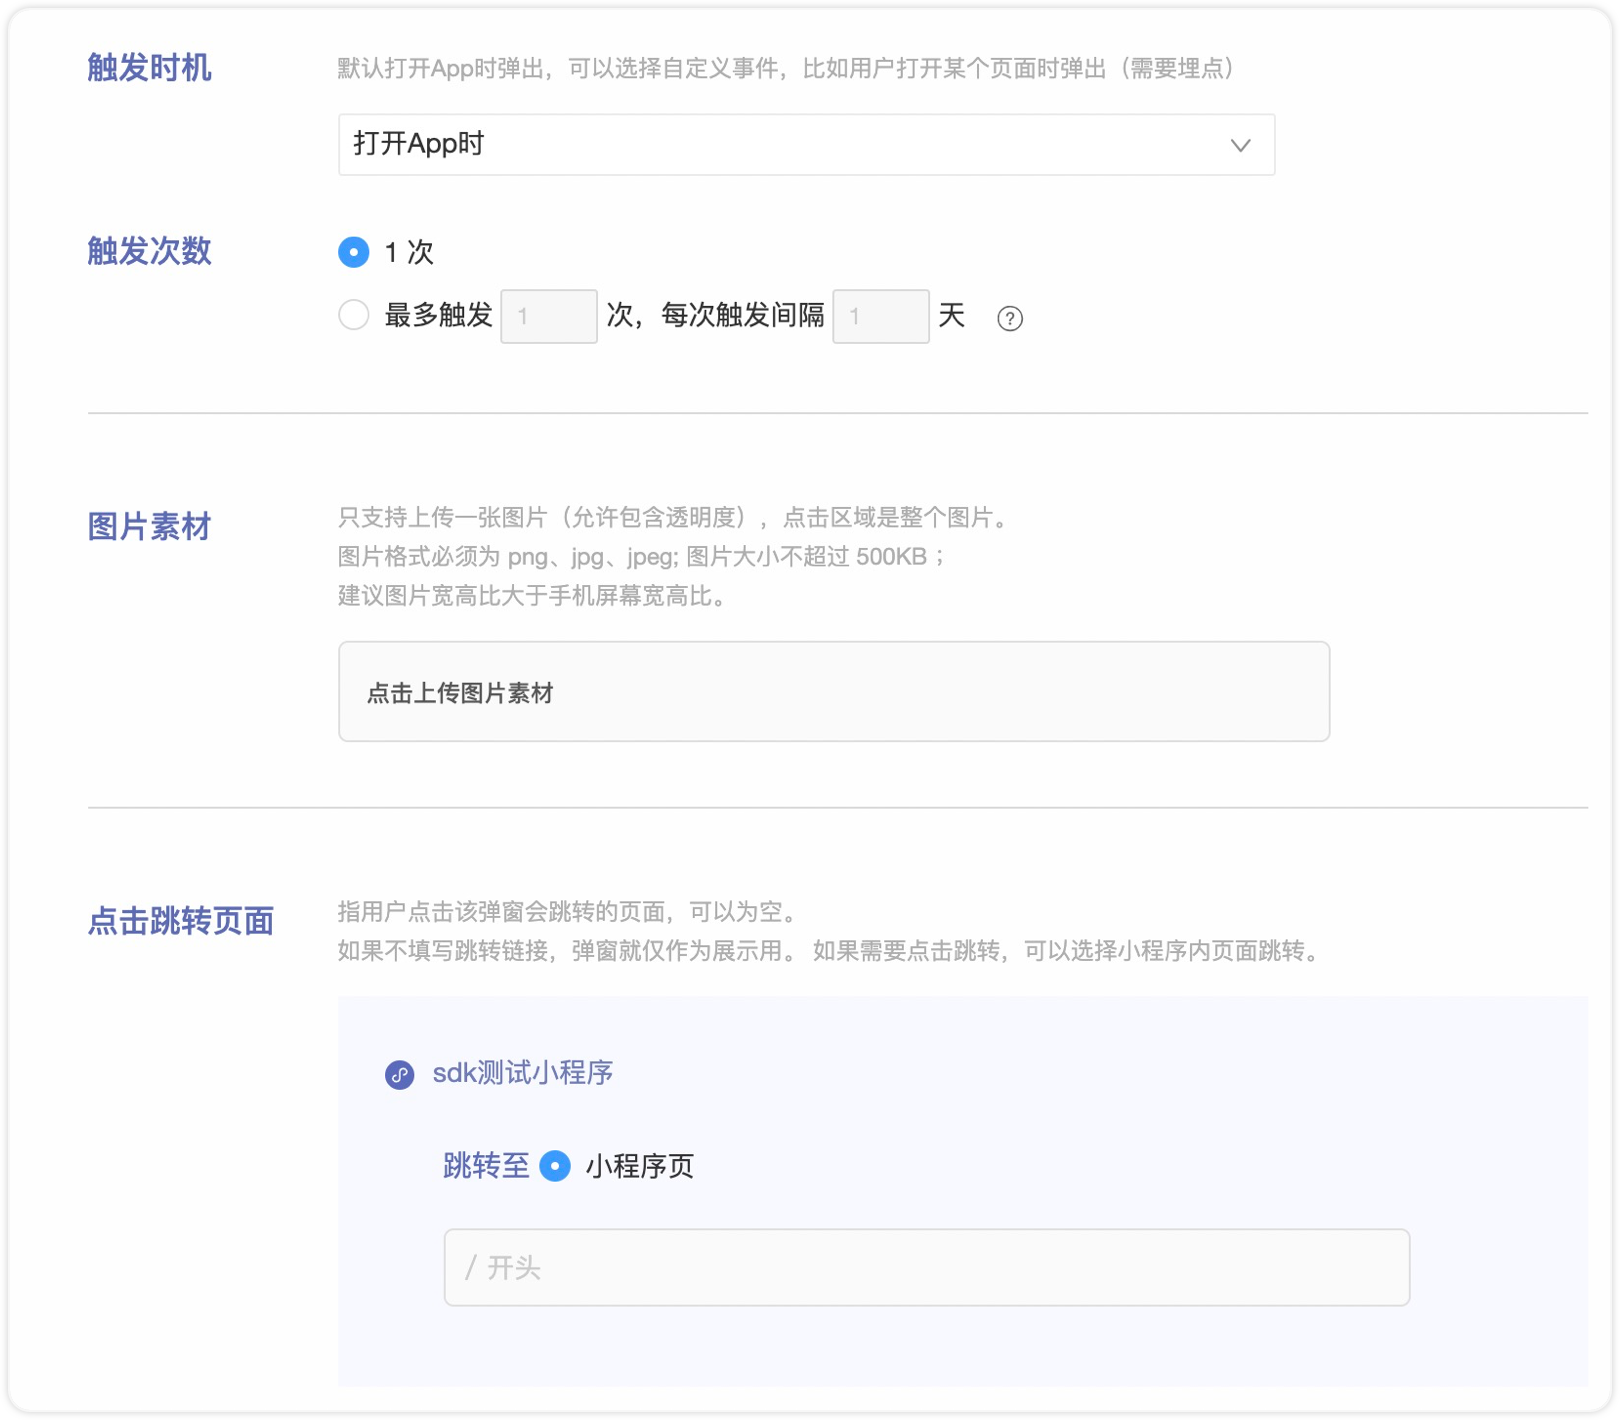 触发时机
默认打开App时弹出，可以选择自定义事件，比如用户打开某个页面时弹出（需要埋点）
打开App时
触发次数
1 次
最多触发 1 次，每次触发间隔 1 天 ?
图片素材
只支持上传一张图片（允许包含透明度），点击区域是整个图片。
图片格式必须为 png、jpg、jpeg; 图片大小不超过 500KB；
建议图片宽高比大于手机屏幕宽高比。
点击上传图片素材
点击跳转页面
指用户点击该弹窗会跳转的页面，可以为空。
如果不填写跳转链接，弹窗就仅作为展示用。 如果需要点击跳转，可以选择小程序内页面跳转。
sdk测试小程序
跳转至 小程序页
/ 开头